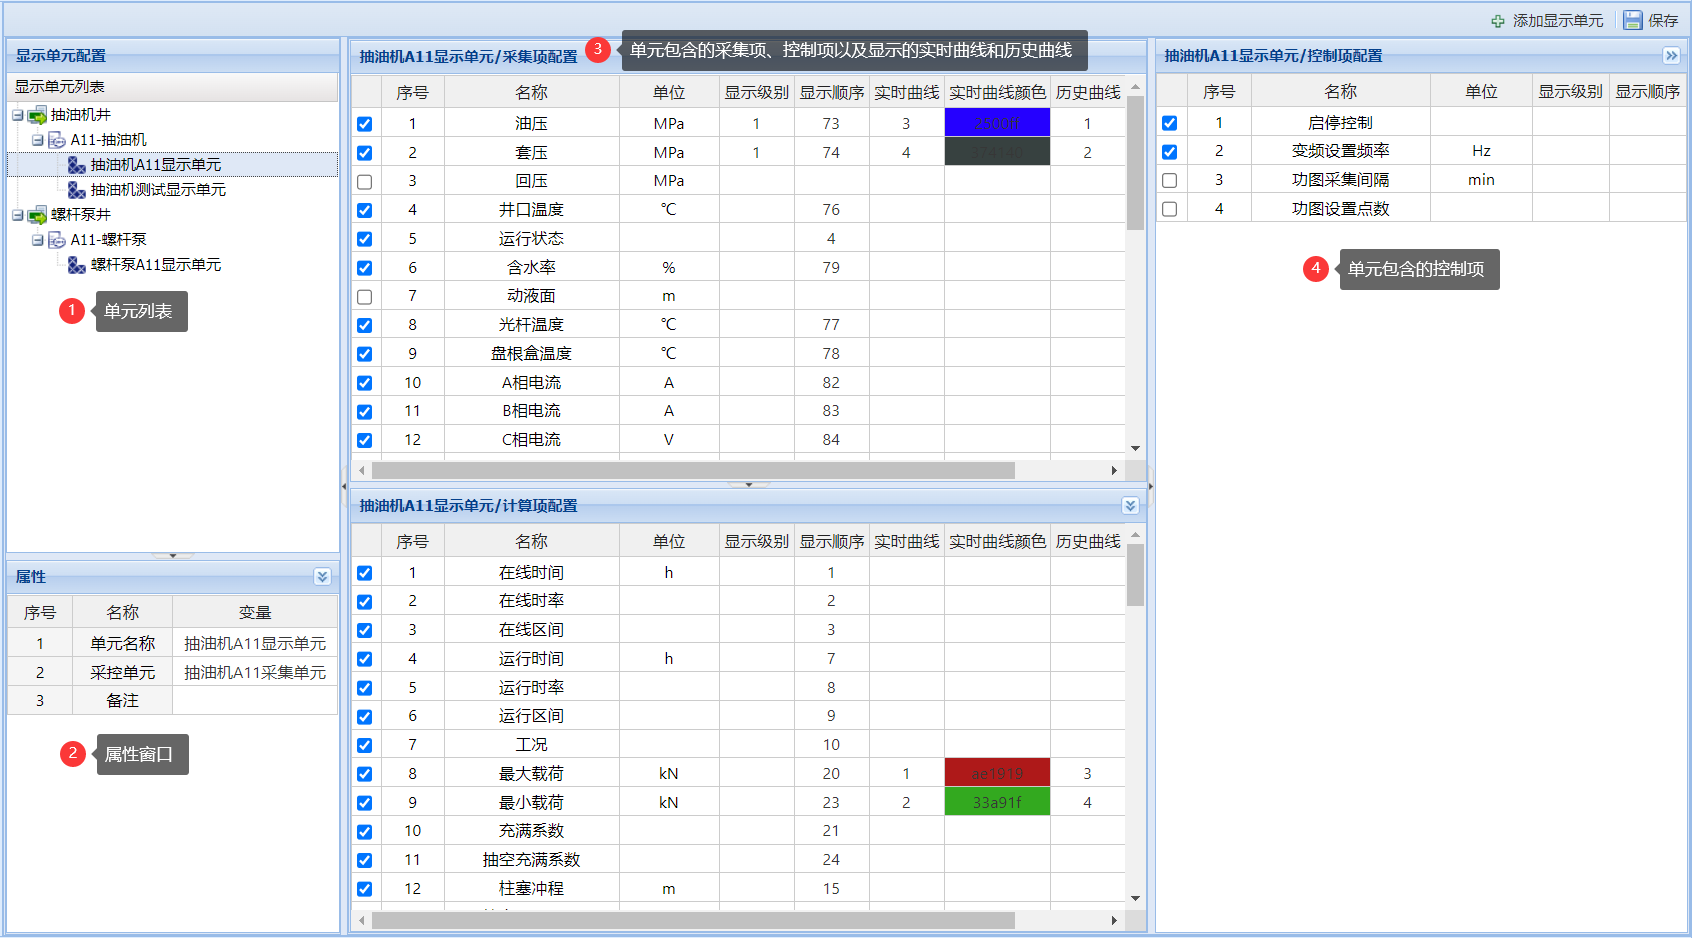 添加显示单元 保存
显示单元配置
显示单元列表
抽油机井
A11-抽油机
抽油机A11显示单元
抽油机测试显示单元
螺杆泵井
A11-螺杆泵
螺杆泵A11显示单元
1 单元列表
属性
序号 名称 变量
1 单元名称 抽油机A11显示单元
2 采控单元 抽油机A11采集单元
3 备注
2 属性窗口
抽油机A11显示单元/采集项配置
3 单元包含的采集项、控制项以及显示的实时曲线和历史曲线
序号 名称 单位 显示级别 显示顺序 实时曲线 实时曲线颜色 历史曲线
1 油压 MPa 1 73 3 2500ff 1
2 套压 MPa 1 74 4 2
3 回压 MPa
4 井口温度 ℃ 76
5 运行状态 4
6 含水率 % 79
7 动液面 m
8 光杆温度 ℃ 77
9 盘根盒温度 ℃ 78
10 A相电流 A 82
11 B相电流 A 83
12 C相电流 V 84
抽油机A11显示单元/计算项配置
序号 名称 单位 显示级别 显示顺序 实时曲线 实时曲线颜色 历史曲线
1 在线时间 h 1
2 在线时率 2
3 在线区间 3
4 运行时间 h 7
5 运行时率 8
6 运行区间 9
7 工况 10
8 最大载荷 kN 20 1 ae1919 3
9 最小载荷 kN 23 2 33a91f 4
10 充满系数 21
11 抽空充满系数 24
12 柱塞冲程 m 15
抽油机A11显示单元/控制项配置
序号 名称 单位 显示级别 显示顺序
1 启停控制
2 变频设置频率 Hz
3 功图采集间隔 min
4 功图设置点数
4 单元包含的控制项